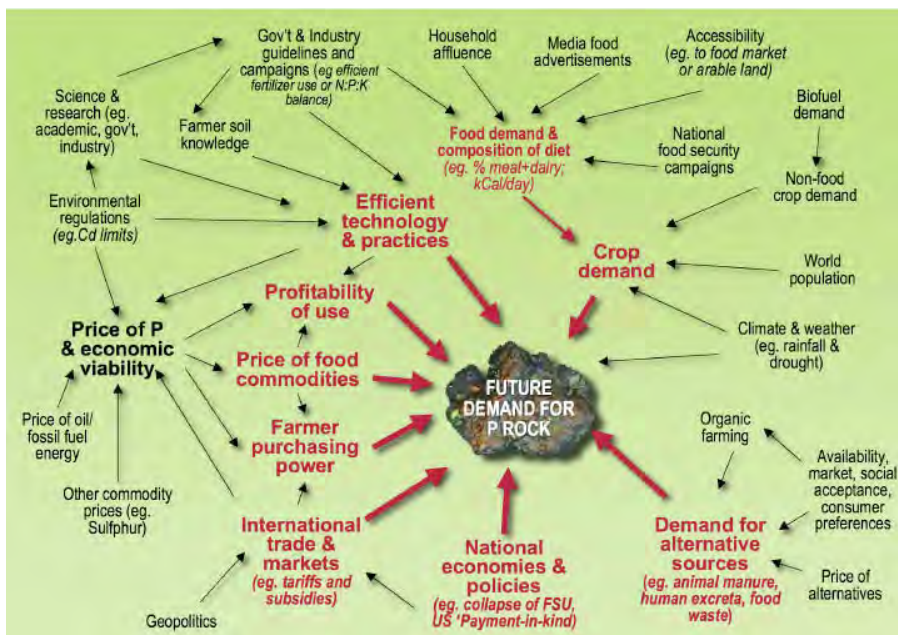 Gov't & Industry
guidelines and
campaigns (eg efficient
fertilizer use or N:P:K
balance)
Household
affluence
Media food
advertisements
Accessibility
(eg. to food market
or arable land)
Biofuel
demand
Science &
research (eg.
academic, gov't,
industry)
Farmer soil
knowledge
Food demand &
composition of diet
(eg. % meat+dairy;
kCal/day)
National
food security
campaigns
Non-food
crop demand
Environmental
regulations
(eg.Cd limits)
Efficient
technology
& practices
Crop
demand
World
population
Profitability
of use
Price of P
& economic
viability
Price of food
commodities
FUTURE
DEMAND FOR
P ROCK
Climate & weather
(eg. rainfall &
drought)
Price of oil/
fossil fuel
energy
Farmer
purchasing
power
Organic
farming
Availability,
market, social
acceptance,
consumer
preferences
Other commodity
prices (eg.
Sulfphur)
International
trade &
markets
(eg. tariffs and
subsidies)
National
economies &
policies
(eg. collapse of FSU,
US 'Payment-in-kind)
Demand for
alternative
sources
(eg. animal manure,
human excreta, food
waste)
Price of
alternatives
Geopolitics